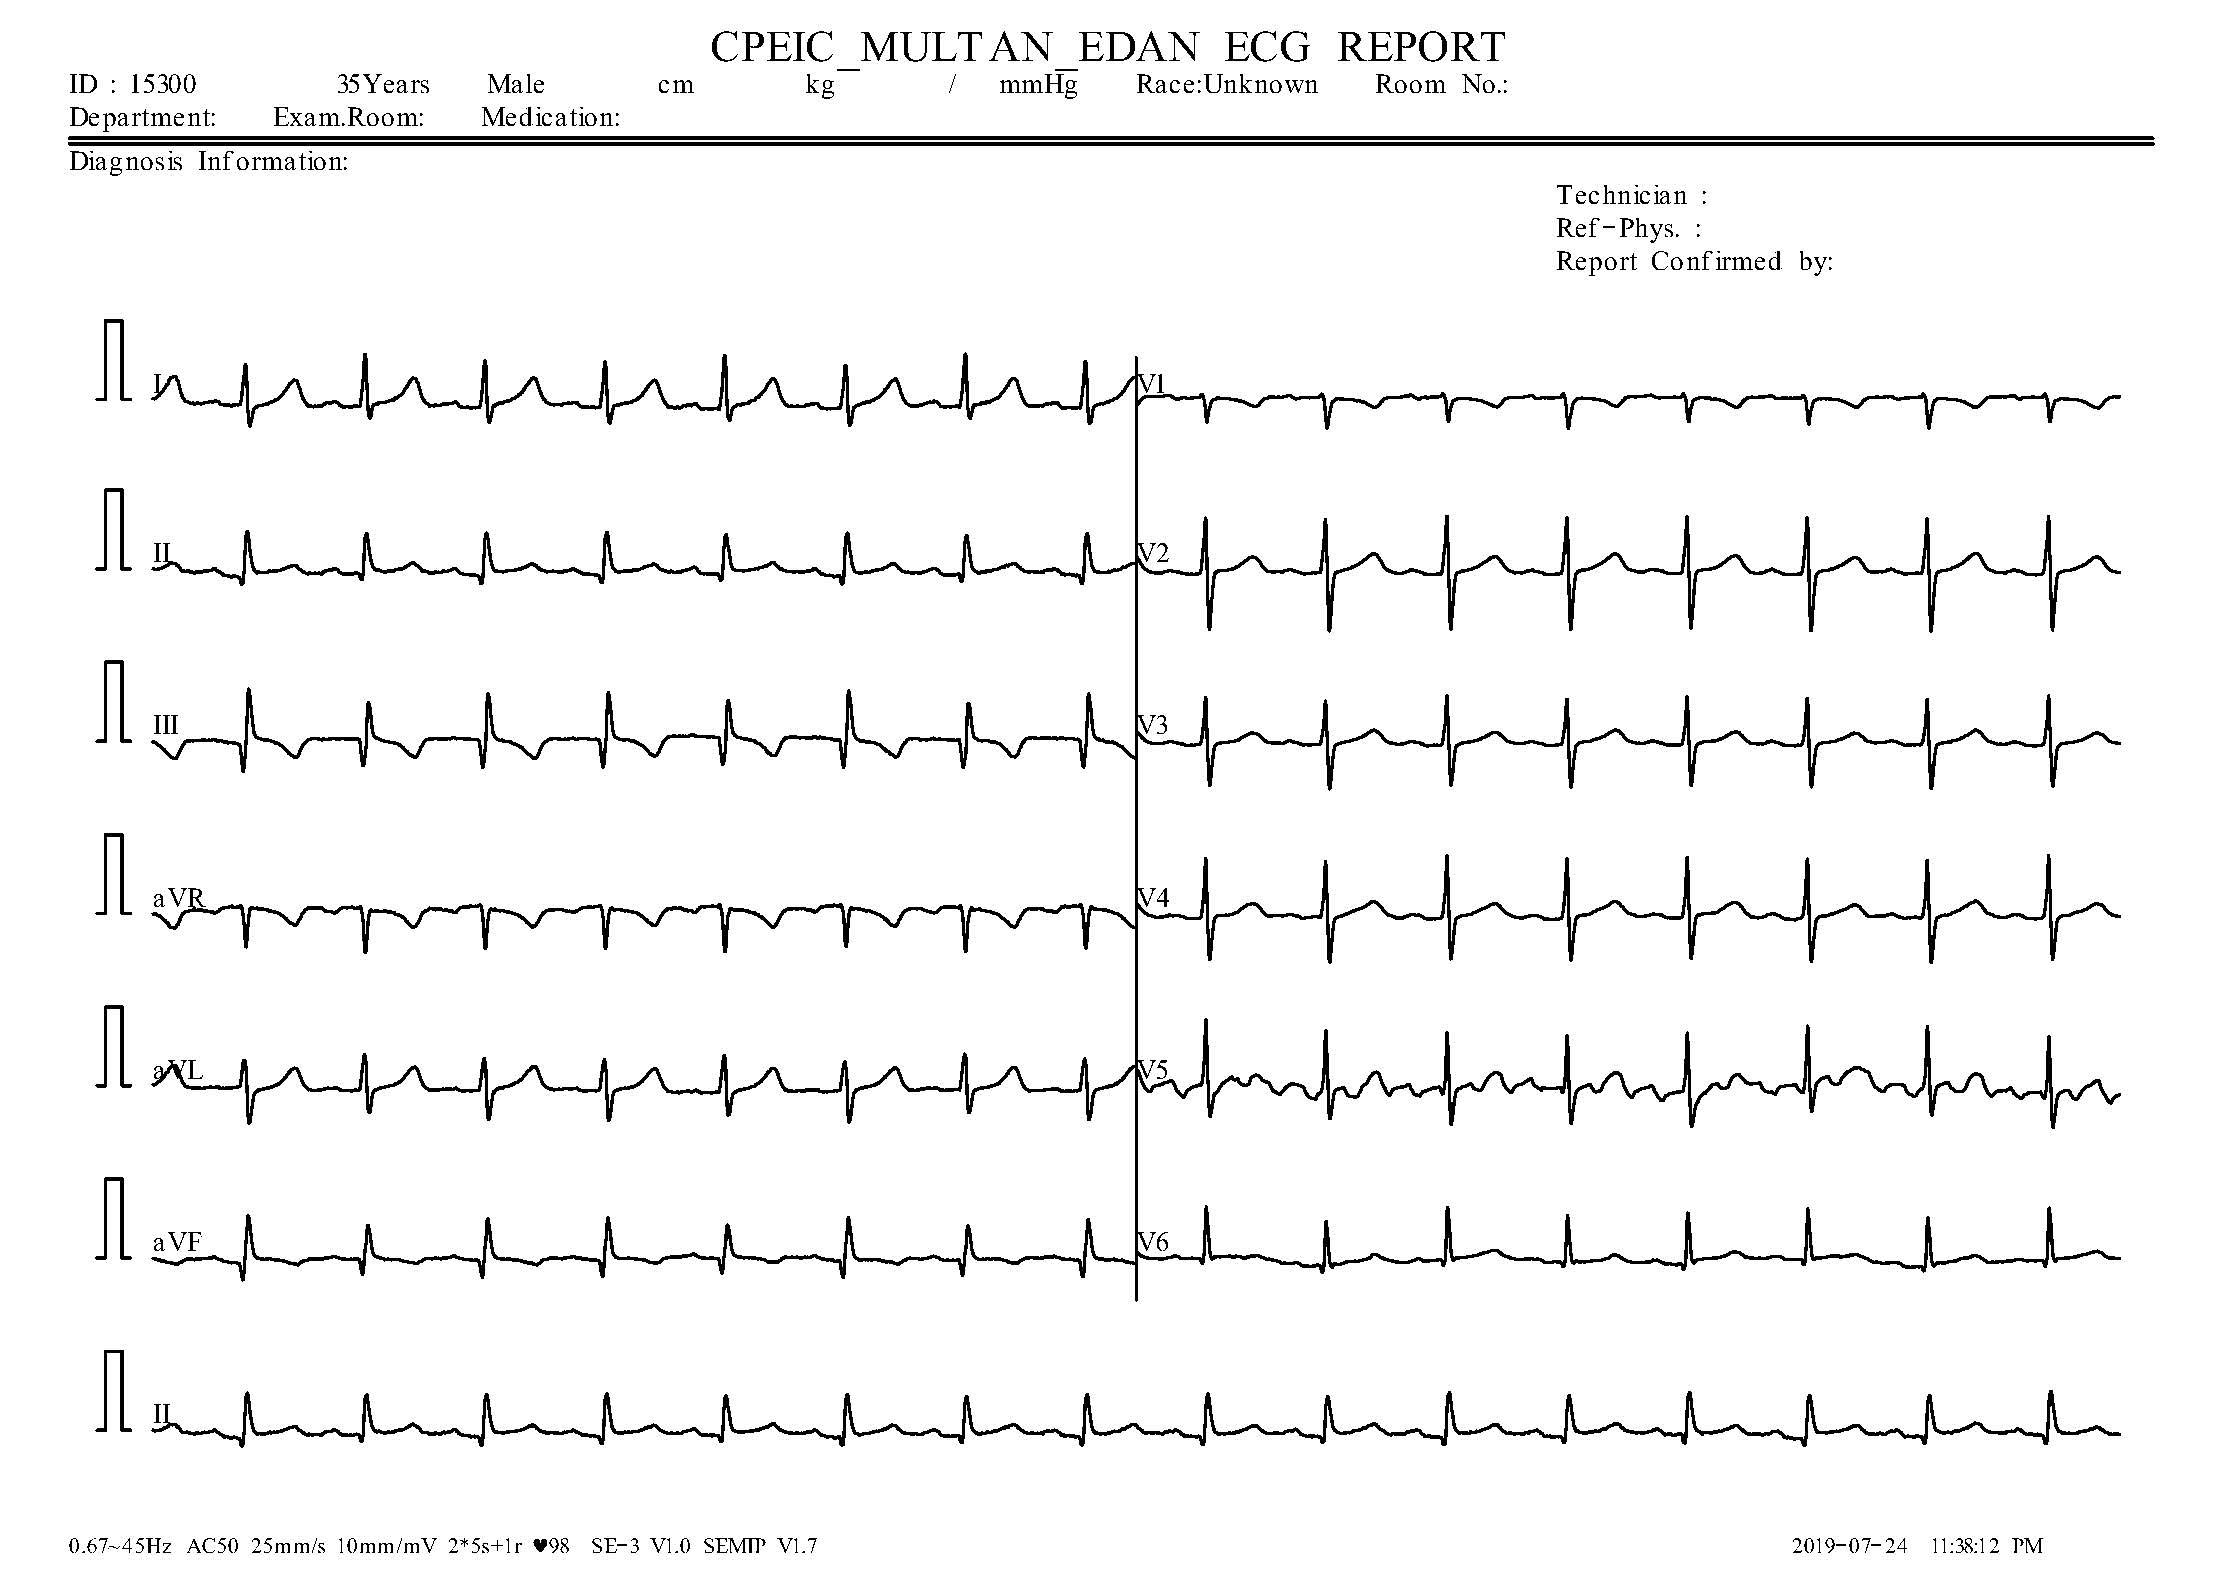 CPEIC_MULTAN_EDAN ECG REPORT
ID : 15300 35Years Male cm kg / mmHg Race:Unknown Room No.:
Department: Exam.Room: Medication:
Diagnosis Information:
Technician :
Ref-Phys. :
Report Confirmed by:
I V1
II V2
III V3
aVR V4
aVL V5
aVF V6
II
0.67~45Hz AC50 25mm/s 10mm/mV 2*5s+1r ♥98 SE-3 V1.0 SEMIP V1.7 2019-07-24 11:38:12 PM